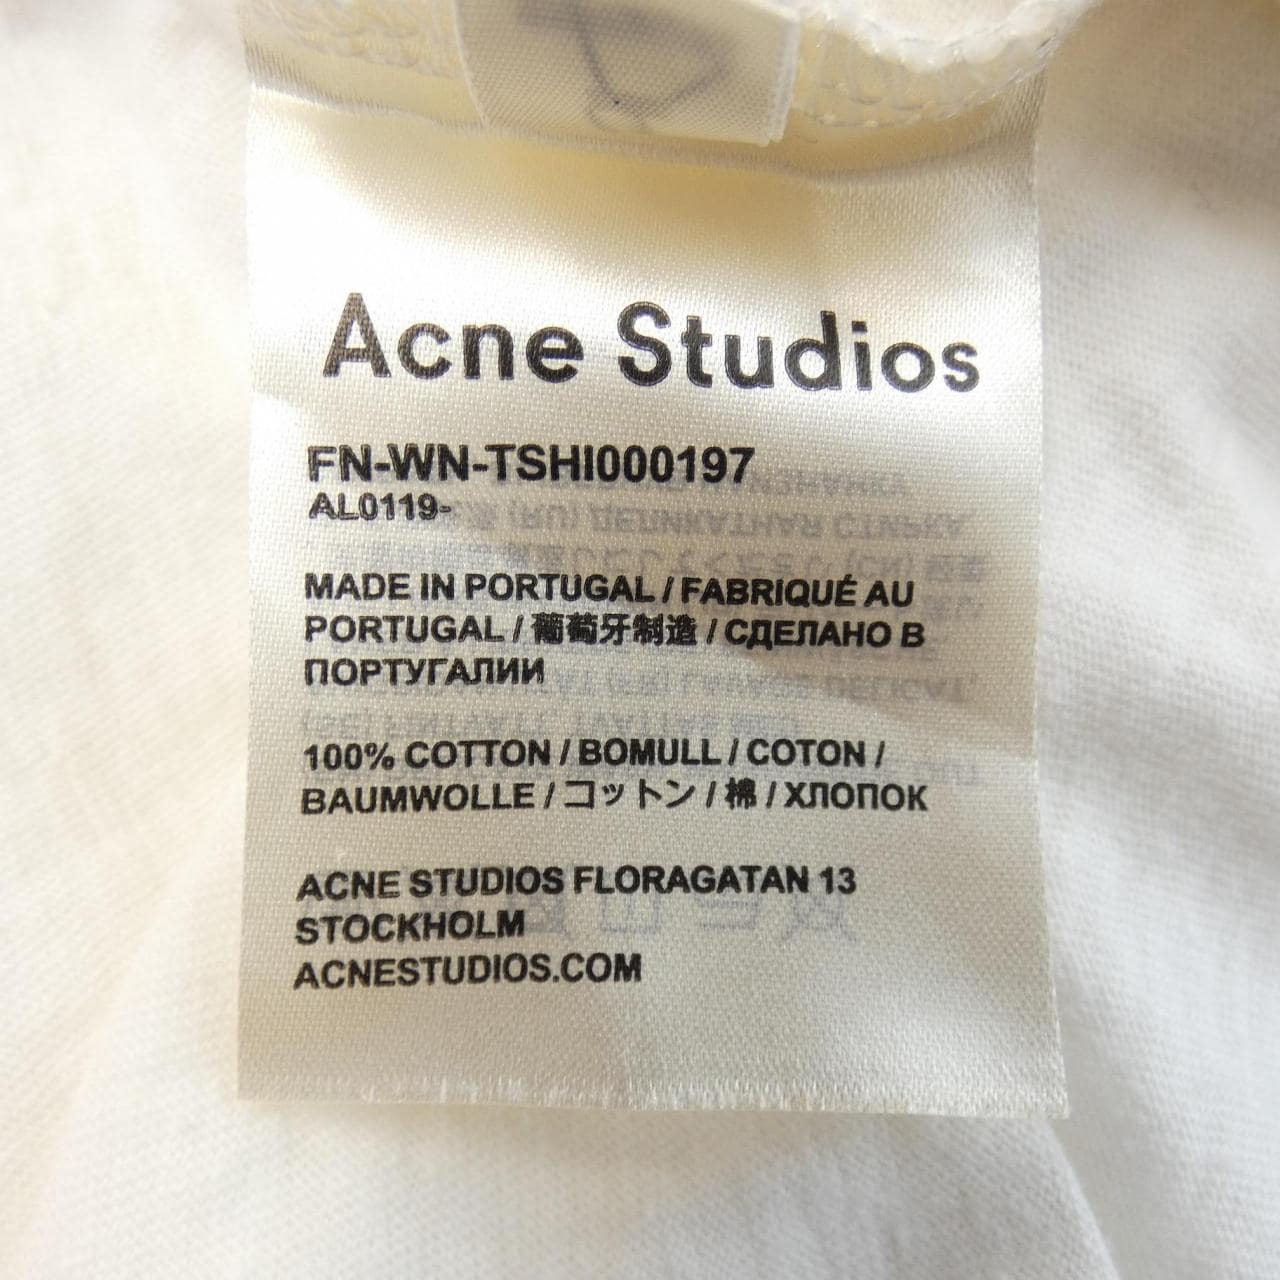 Acne Studios
FN-WN-TSHI000197
AL0119-
MADE IN PORTUGAL / FABRIQUÉ AU
PORTUGAL / 葡萄牙制造 / СДЕЛАНО В
ПОРТУГАЛИИ
100% COTTON / BOMULL / COTON /
BAUMWOLLE / コットン / 棉 / ХЛОПОК
ACNE STUDIOS FLORAGATAN 13
STOCKHOLM
ACNESTUDIOS.COM